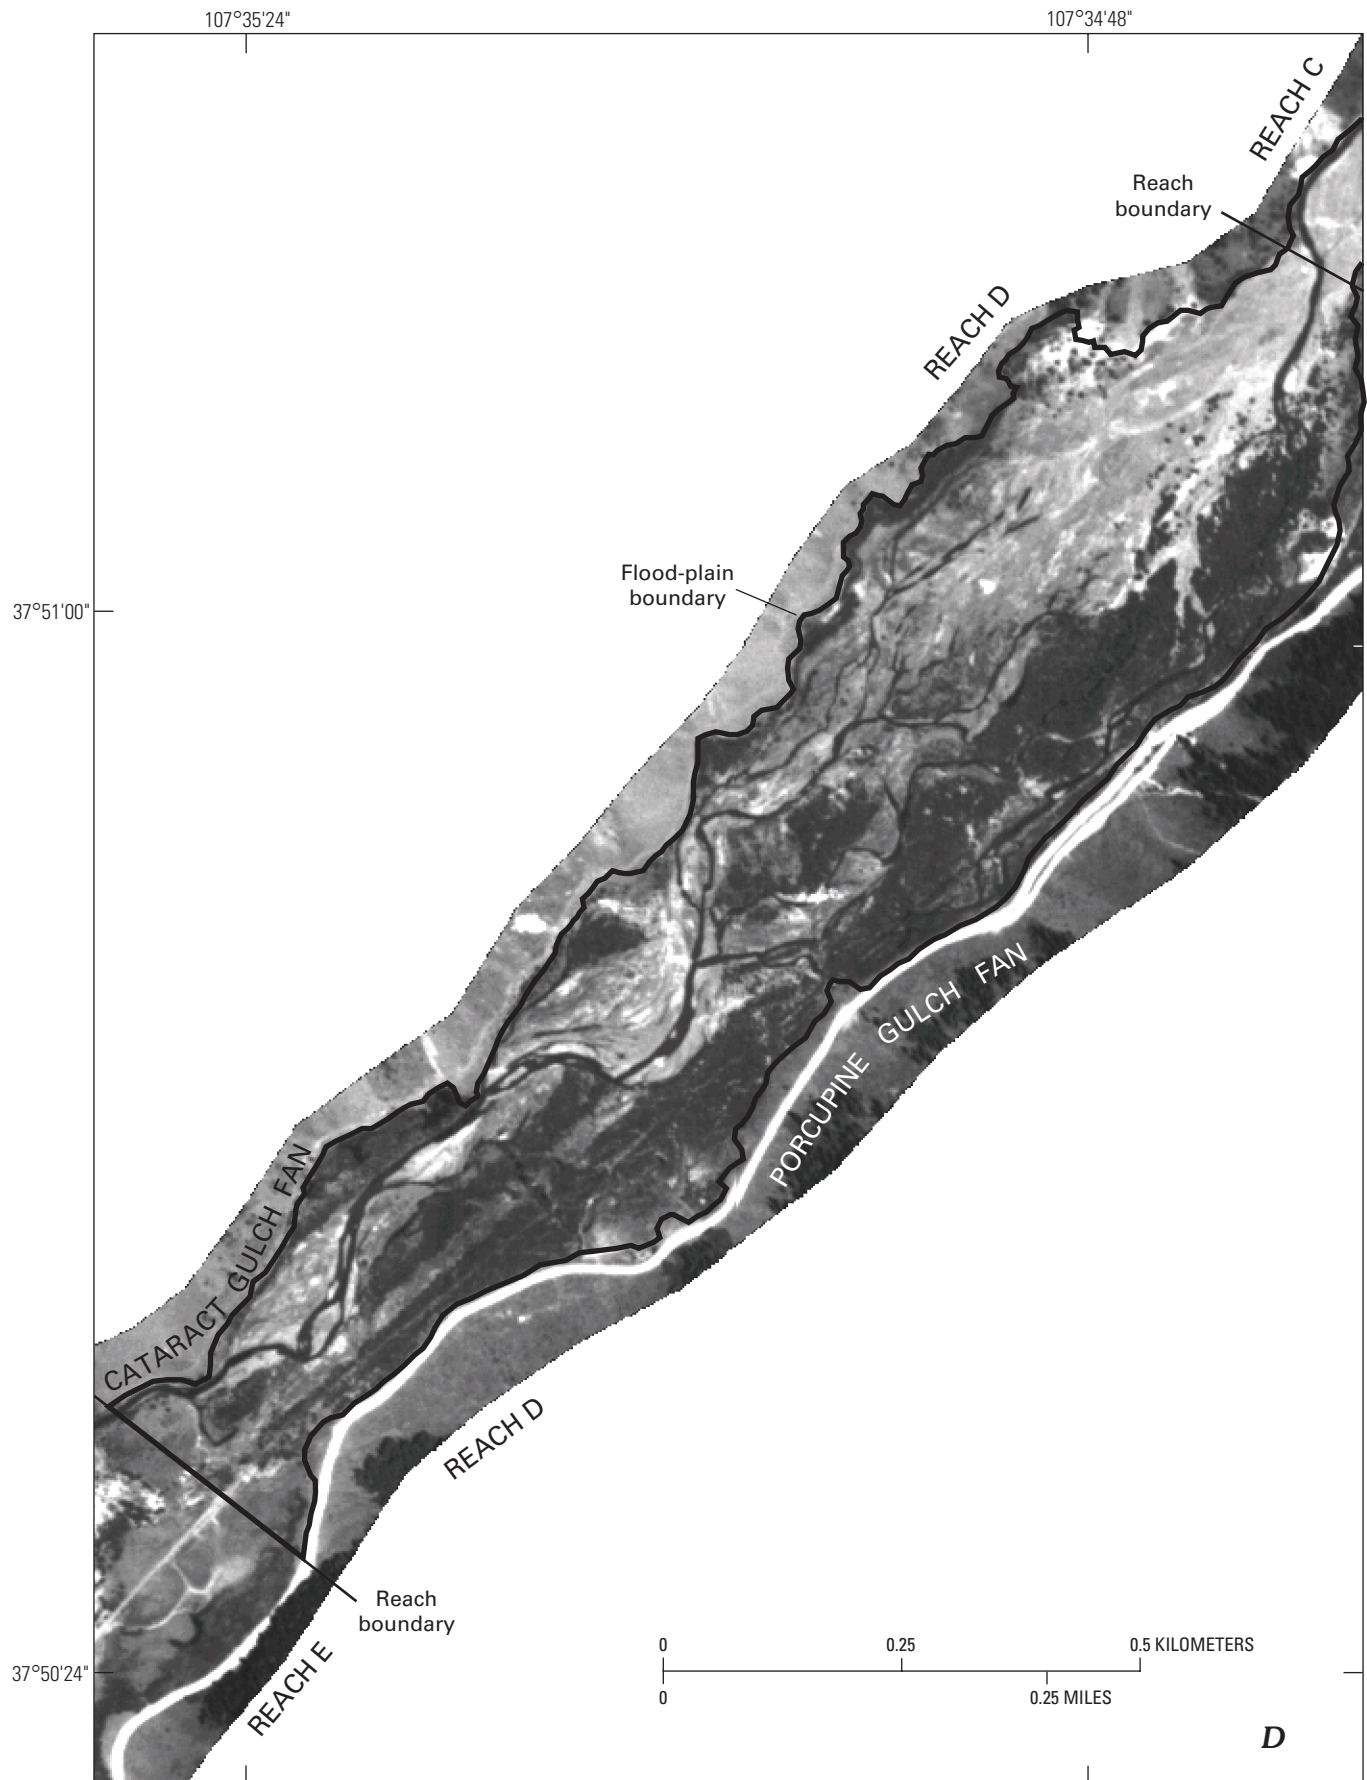 107°35'24"
107°34'48"
REACH C
Reach
boundary
REACH D
Flood-plain
boundary
37°51'00"
PORCUPINE GULCH FAN
CATARACT GULCH FAN
REACH D
Reach
boundary
REACH E
0 0.25 0.5 KILOMETERS
0 0.25 MILES
37°50'24"
D